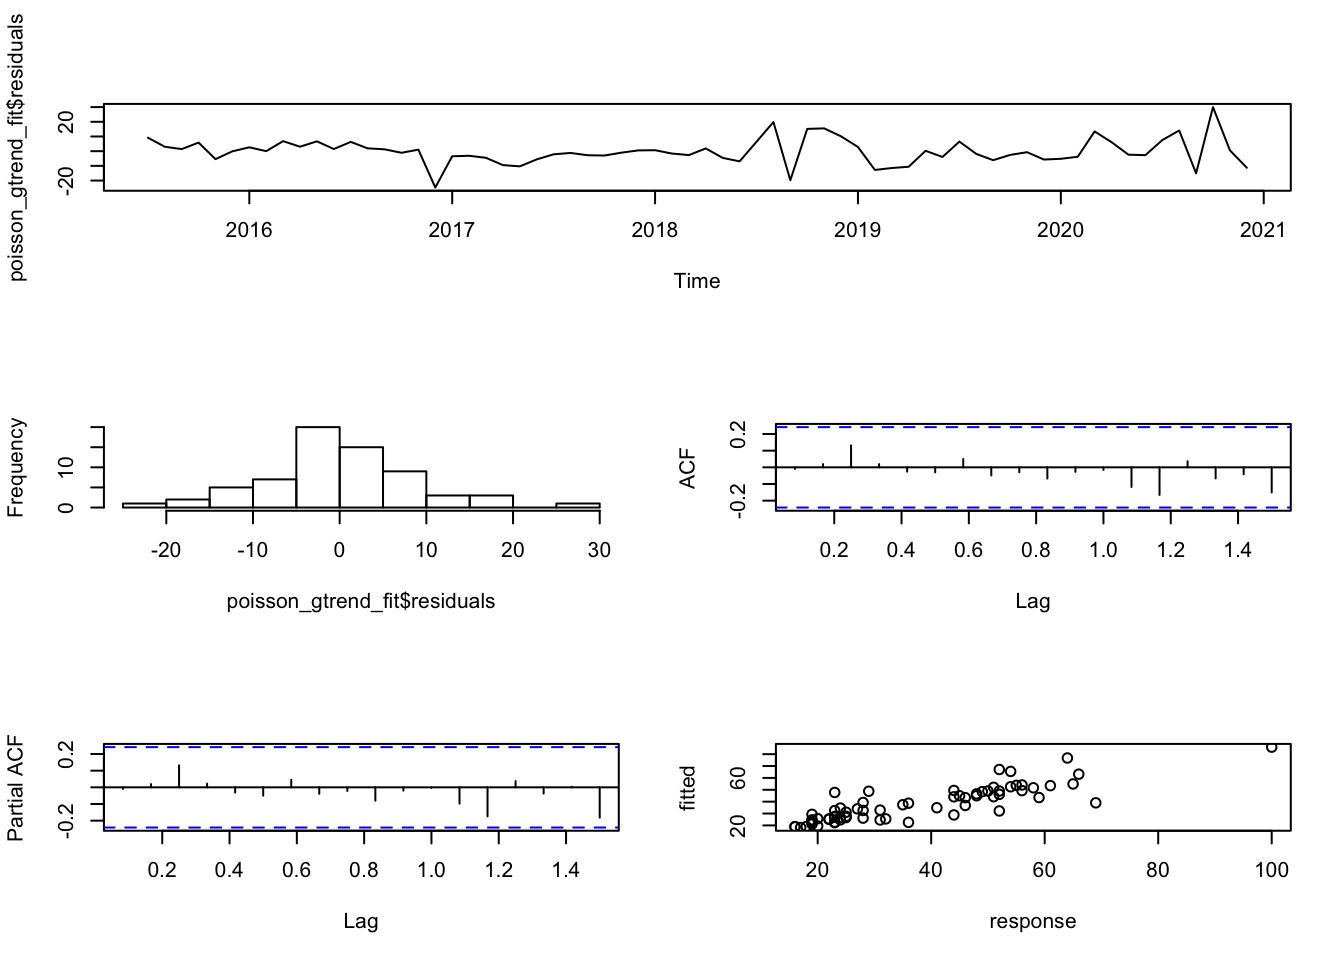 poisson_gtrend_fit$residuals
20
-20
2016 2017 2018 2019 2020 2021
Time
Frequency
10
0
-20 -10 0 10 20 30
poisson_gtrend_fit$residuals
ACF
0.2
-0.2
0.2 0.4 0.6 0.8 1.0 1.2 1.4
Lag
Partial ACF
0.2
-0.2
0.2 0.4 0.6 0.8 1.0 1.2 1.4
Lag
fitted
60
20
20 40 60 80 100
response